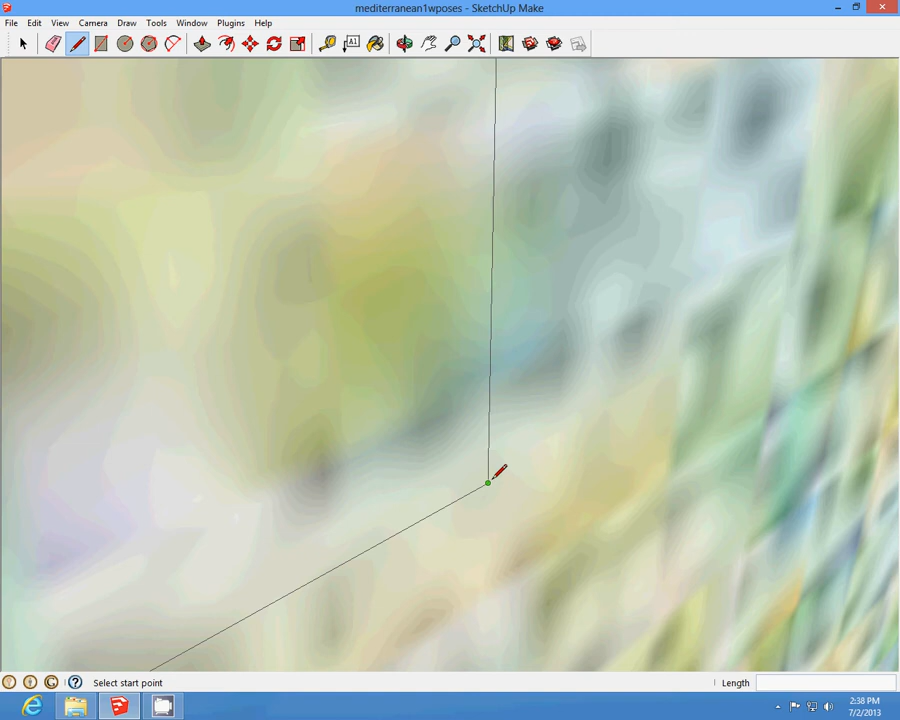 mediterranean1wposes - SketchUp Make
File Edit View Camera Draw Tools Window Plugins Help
A1
Select start point
Length
2:38 PM
7/2/2013